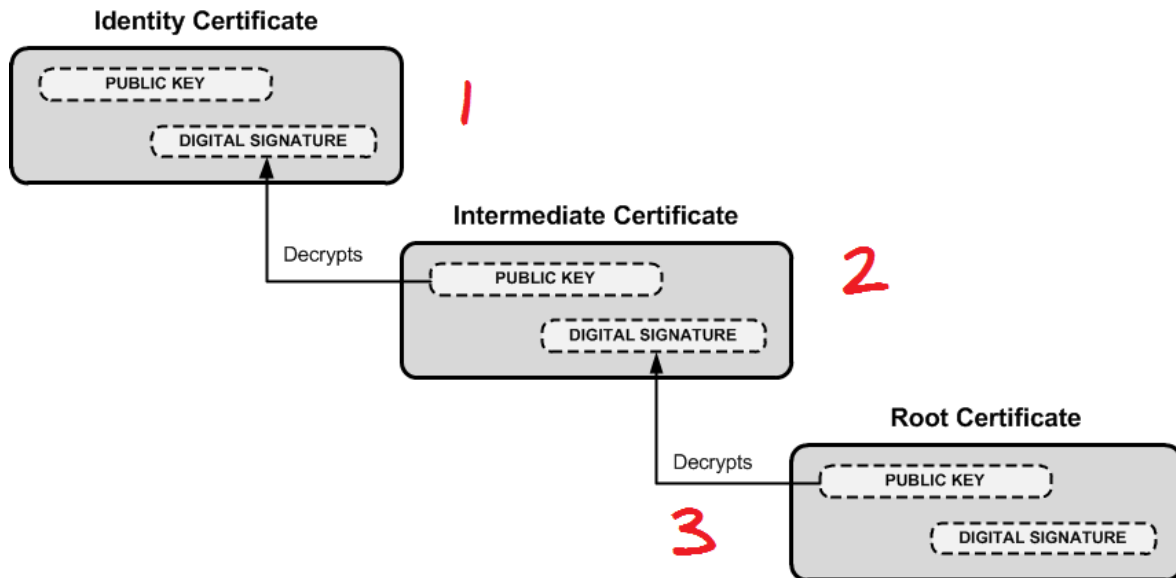 Identity Certificate
PUBLIC KEY
1
DIGITAL SIGNATURE
Intermediate Certificate
Decrypts
PUBLIC KEY
2
DIGITAL SIGNATURE
Root Certificate
Decrypts
PUBLIC KEY
3
DIGITAL SIGNATURE